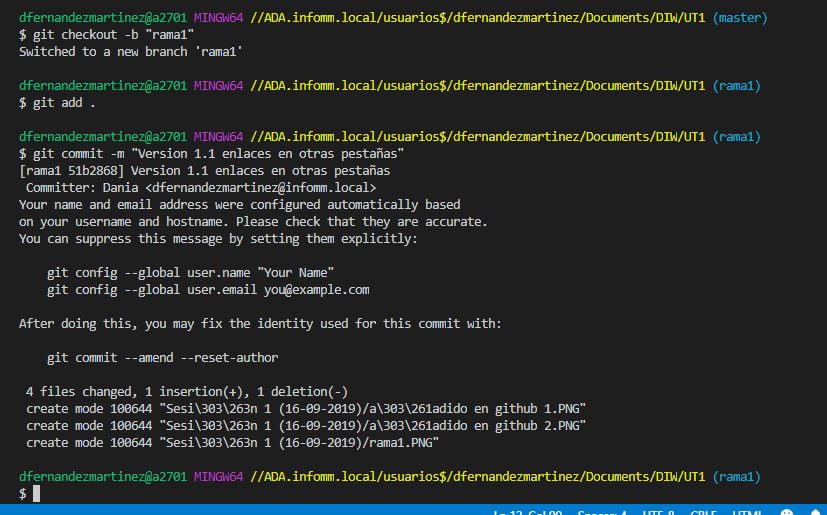 dfernandezmartinez@a2701 MINGW64 //ADA.infomm.local/usuarios$/dfernandezmartinez/Documents/DIW/UT1 (master)
$ git checkout -b "rama1"
Switched to a new branch 'rama1'
dfernandezmartinez@a2701 MINGW64 //ADA.infomm.local/usuarios$/dfernandezmartinez/Documents/DIW/UT1 (rama1)
$ git add .
dfernandezmartinez@a2701 MINGW64 //ADA.infomm.local/usuarios$/dfernandezmartinez/Documents/DIW/UT1 (rama1)
$ git commit -m "Version 1.1 enlaces en otras pestañas"
[rama1 51b2868] Version 1.1 enlaces en otras pestañas
Committer: Dania <dfernandezmartinez@infomm.local>
Your name and email address were configured automatically based
on your username and hostname. Please check that they are accurate.
You can suppress this message by setting them explicitly:
git config --global user.name "Your Name"
git config --global user.email you@example.com
After doing this, you may fix the identity used for this commit with:
git commit --amend --reset-author
4 files changed, 1 insertion(+), 1 deletion(-)
create mode 100644 "Sesi\303\263n 1 (16-09-2019)/a\303\261adido en github 1.PNG"
create mode 100644 "Sesi\303\263n 1 (16-09-2019)/a\303\261adido en github 2.PNG"
create mode 100644 "Sesi\303\263n 1 (16-09-2019)/rama1.PNG"
dfernandezmartinez@a2701 MINGW64 //ADA.infomm.local/usuarios$/dfernandezmartinez/Documents/DIW/UT1 (rama1)
$